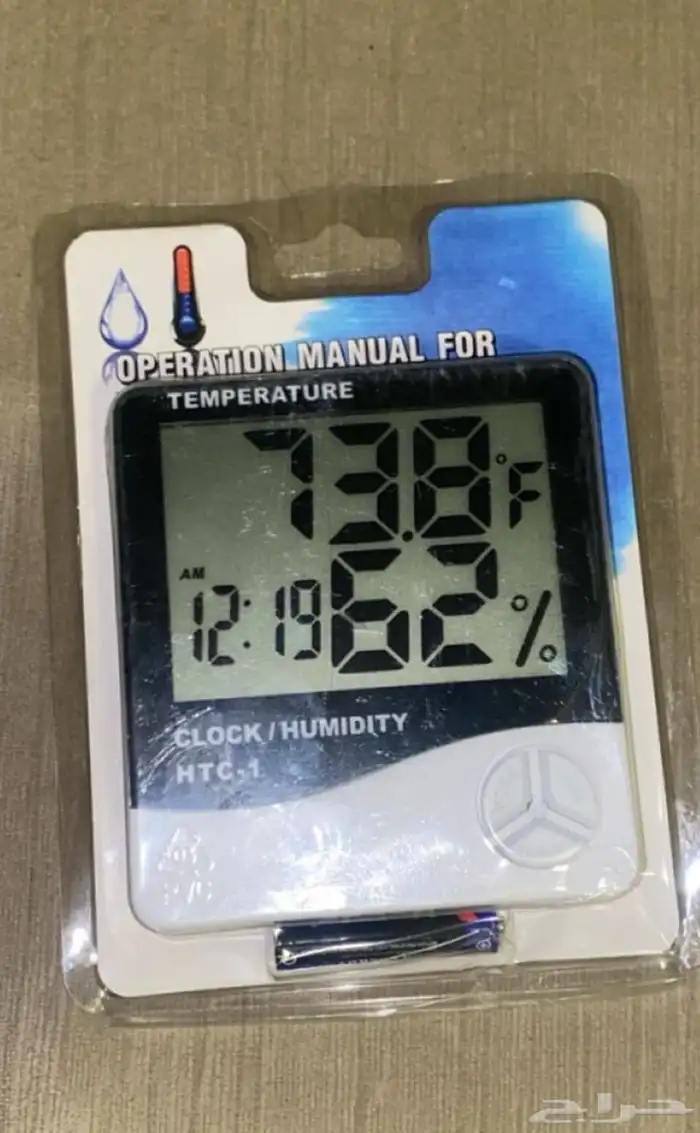 OPERATION MANUAL FOR
TEMPERATURE
73.8°F
AM
12:19 62%
CLOCK/HUMIDITY
HTC-1
حراج